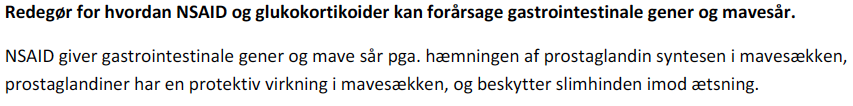 Redegør for hvordan NSAID og glukokortikoider kan forårsage gastrointestinale gener og mavesår.
NSAID giver gastrointestinale gener og mave sår pga. hæmningen af prostaglandin syntesen i mavesækken,
prostaglandiner har en protektiv virkning i mavesækken, og beskytter slimhinden imod ætsning.